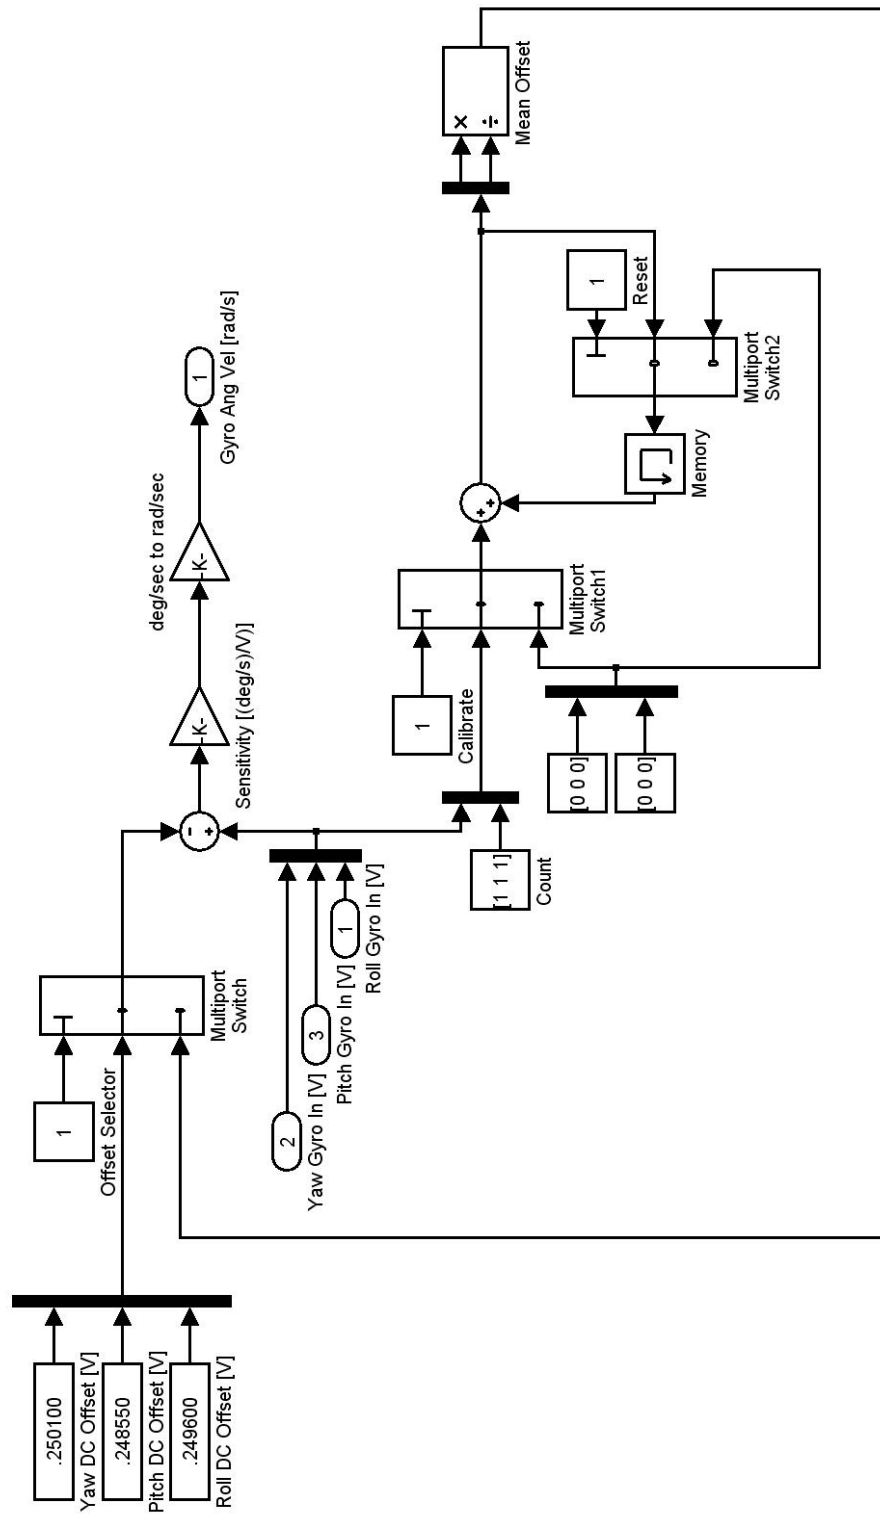 .250100
Yaw DC Offset [V]
.248550
Pitch DC Offset [V]
.249600
Roll DC Offset [V]
1
Offset Selector
Multiport
Switch
2
Yaw Gyro In [V]
3
Pitch Gyro In [V]
1
Roll Gyro In [V]
-
+
-K-
Sensitivity [(deg/s)/V)]
-K-
deg/sec to rad/sec
1
Gyro Ang Vel [rad/s]
[1 1 1]
Count
1
Calibrate
[0 0 0]
[0 0 0]
Multiport
Switch1
+
+
Memory
1
Reset
Multiport
Switch2
×
÷
Mean Offset